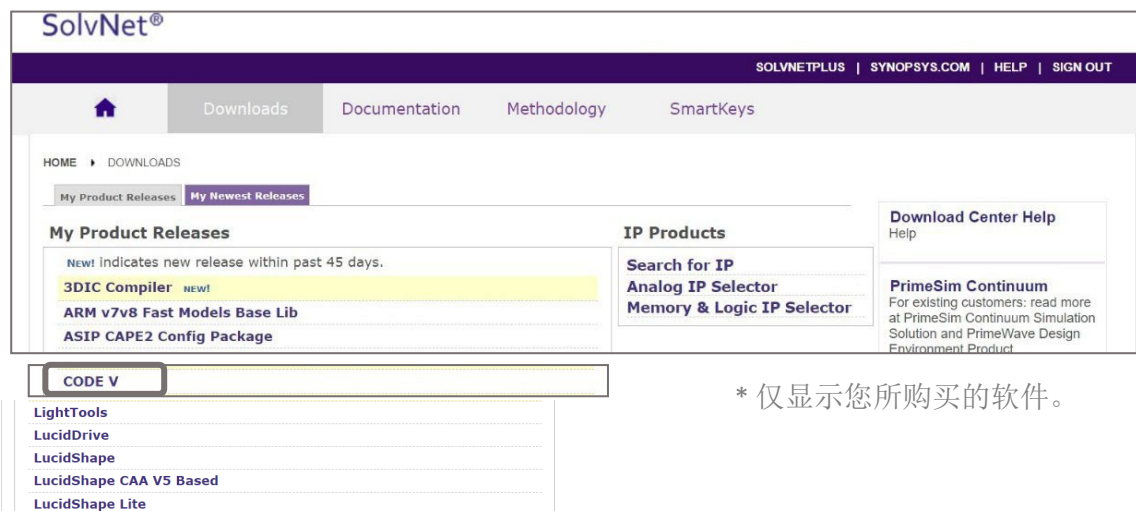 SolvNet®
SOLVNETPLUS | SYNOPSYS.COM | HELP | SIGN OUT
Downloads Documentation Methodology SmartKeys
HOME DOWNLOADS
My Product Releases My Newest Releases
My Product Releases
NEW! indicates new release within past 45 days.
3DIC Compiler NEW!
ARM v7v8 Fast Models Base Lib
ASIP CAPE2 Config Package
IP Products
Search for IP
Analog IP Selector
Memory & Logic IP Selector
Download Center Help
Help
PrimeSim Continuum
For existing customers: read more
at PrimeSim Continuum Simulation
Solution and PrimeWave Design
Environment Product
CODE V
LightTools
LucidDrive
LucidShape
LucidShape CAA V5 Based
LucidShape Lite
* 仅显示您所购买的软件。